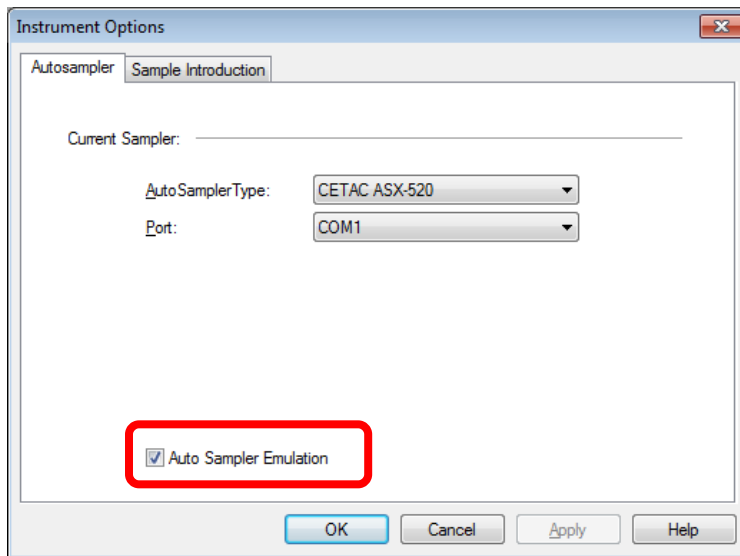 Instrument Options
Autosampler
Sample Introduction
Current Sampler:
AutoSamplerType:
CETAC ASX-520
Port:
COM1
Auto Sampler Emulation
OK
Cancel
Apply
Help